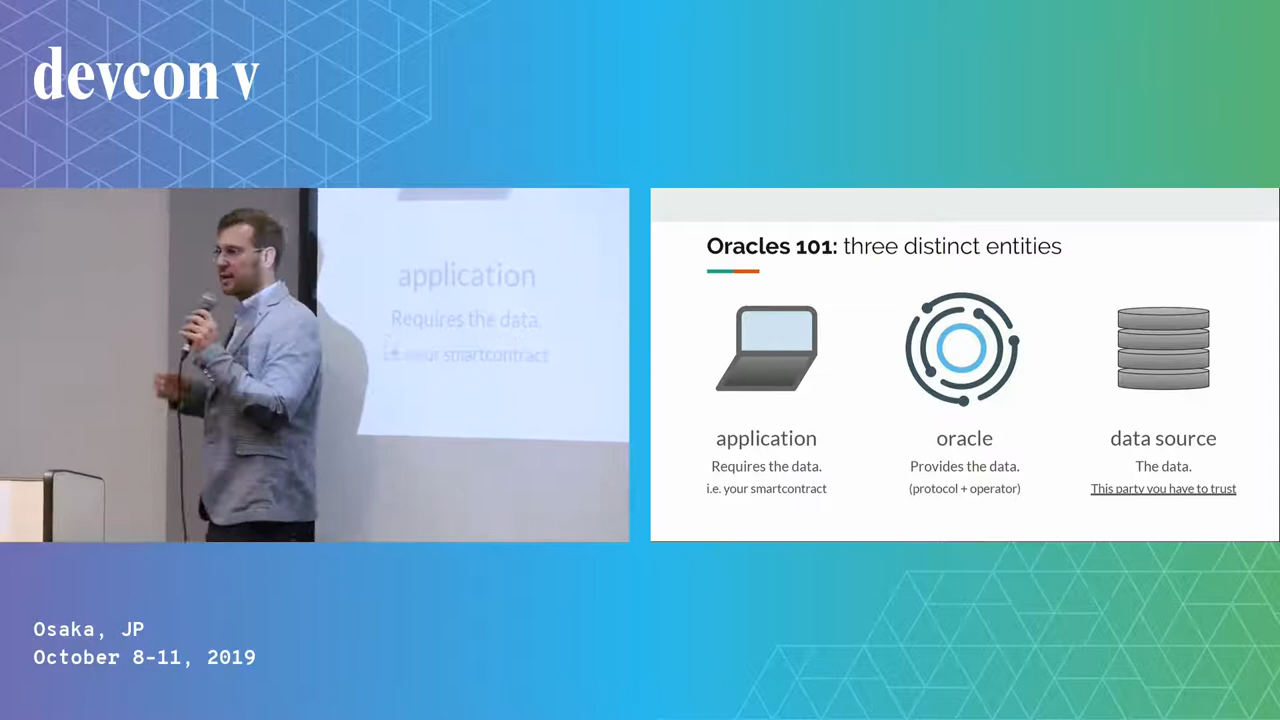 devcon v
application
Requires the data.
i.e. your smartcontract
Oracles 101: three distinct entities
application
Requires the data.
i.e. your smartcontract
oracle
Provides the data.
(protocol + operator)
data source
The data.
This party you have to trust
Osaka, JP
October 8-11, 2019